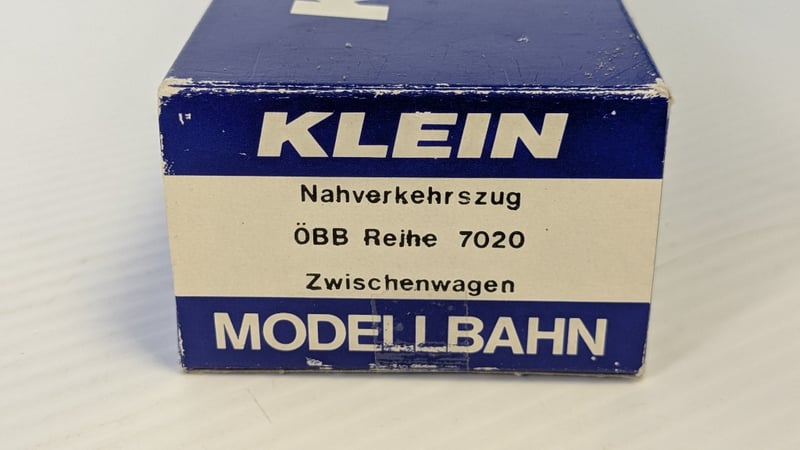 KLEIN
Nahverkehrszug
ÖBB Reihe 7020
Zwischenwagen
MODELLBAHN